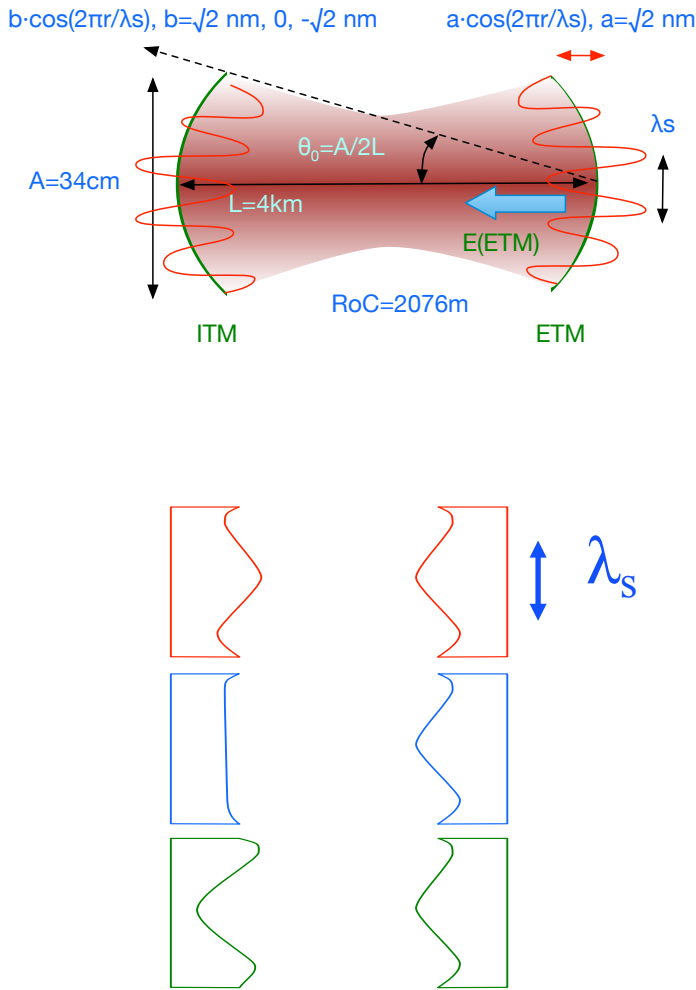 b·cos(2πr/λs), b=√2 nm, 0, -√2 nm
a·cos(2πr/λs), a=√2 nm
λs
θ₀=A/2L
A=34cm
L=4km
E(ETM)
RoC=2076m
ITM
ETM
λₛ